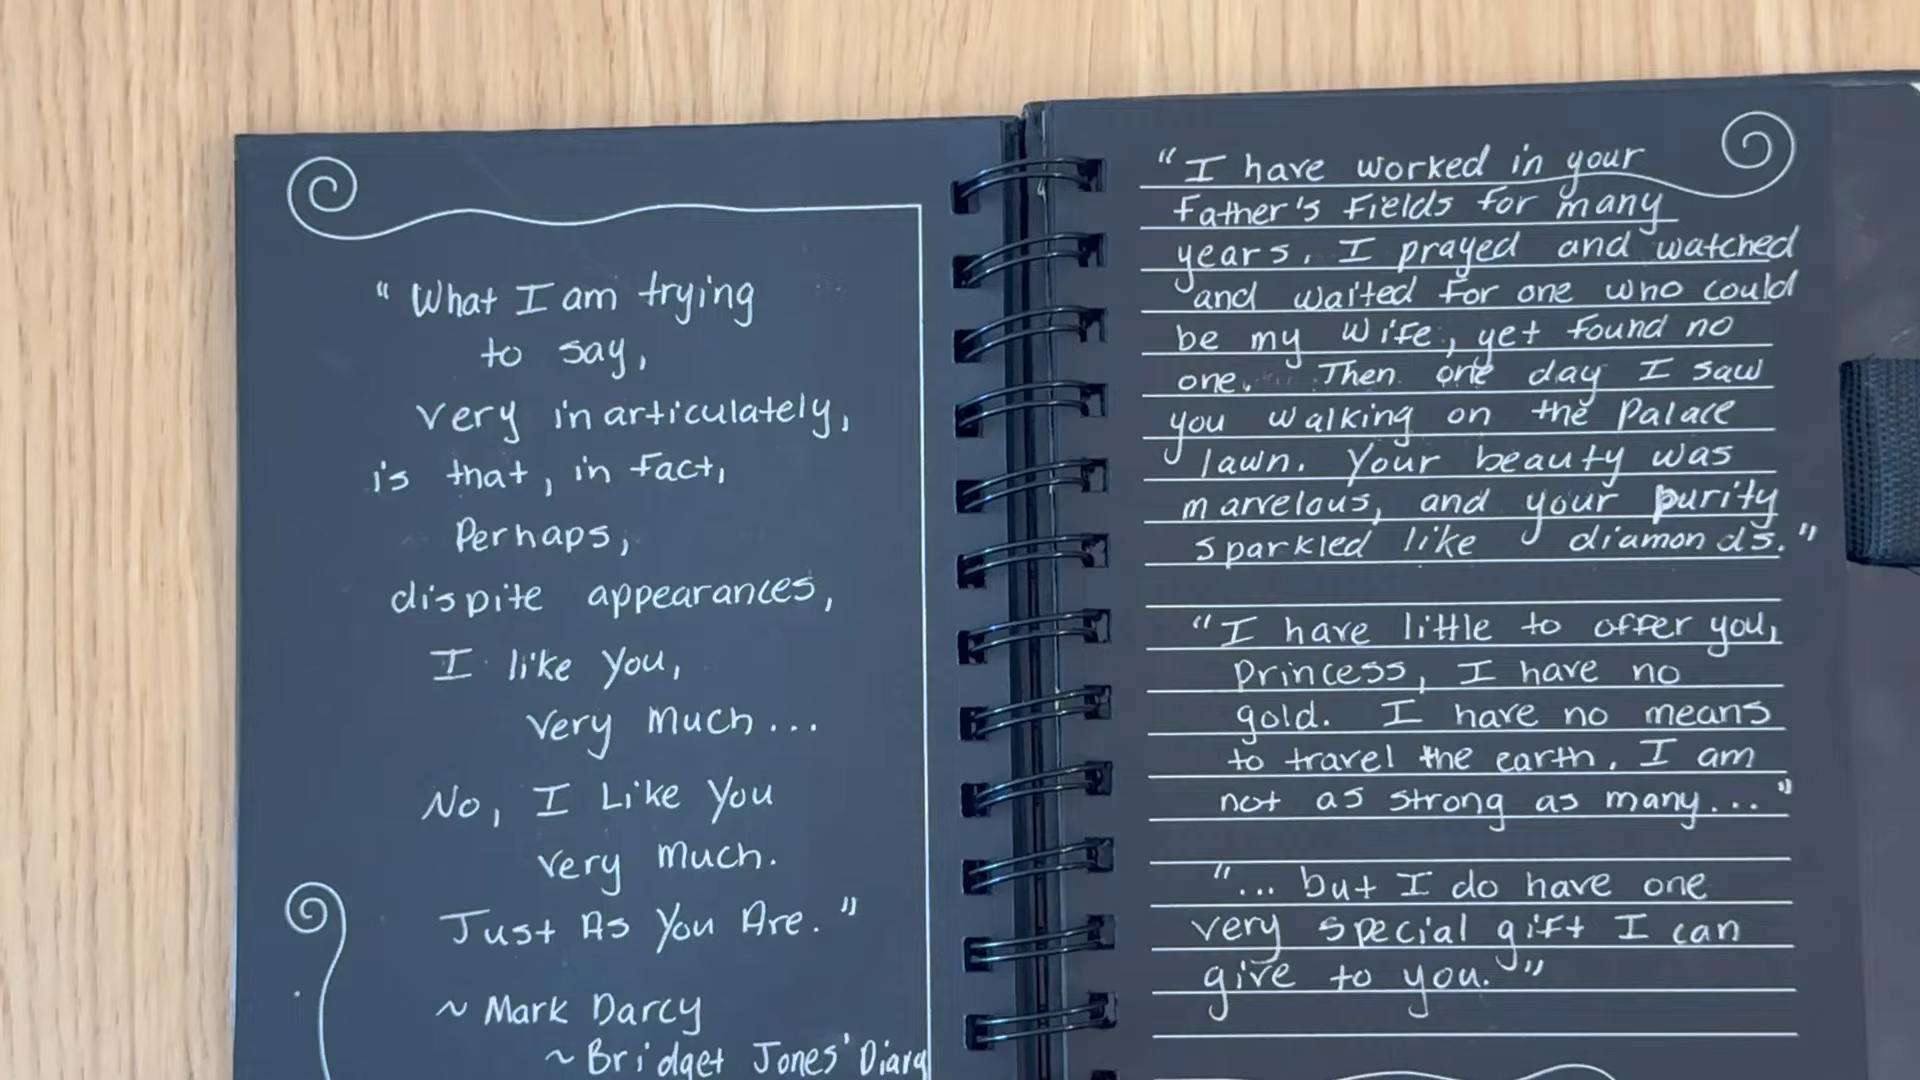 "What I am trying
to say,
very inarticulately,
is that, in fact,
Perhaps,
dispite appearances,
I like You,
very much...
No, I Like You
very much.
Just As You Are."
~ Mark Darcy
~ Bridget Jones' Diary
"I have worked in your
Father's Fields for many
years. I prayed and watched
and waited for one who could
be my wife, yet found no
one. Then one day I saw
you walking on the Palace
lawn. Your beauty was
marvelous, and your purity
sparkled like diamonds."
"I have little to offer you,
Princess, I have no
gold. I have no means
to travel the earth. I am
not as strong as many..."
"... but I do have one
very special gift I can
give to you."